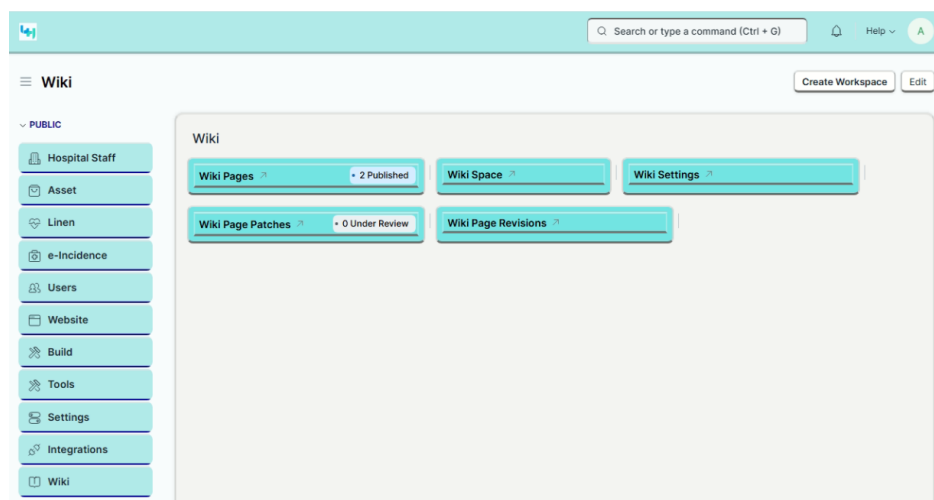 Search or type a command (Ctrl + G)
Help
A
Wiki
Create Workspace
Edit
PUBLIC
Hospital Staff
Asset
Linen
e-Incidence
Users
Website
Build
Tools
Settings
Integrations
Wiki
Wiki
Wiki Pages
2 Published
Wiki Space
Wiki Settings
Wiki Page Patches
0 Under Review
Wiki Page Revisions